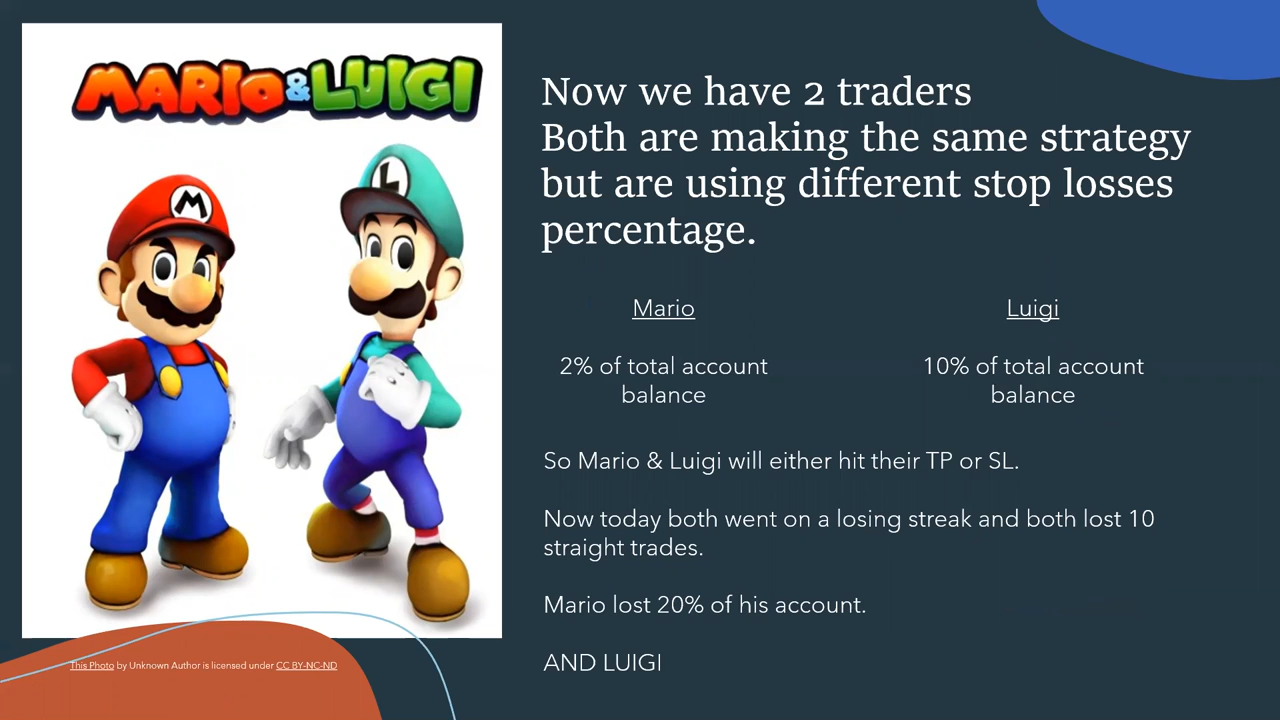 MARIO & LUIGI
M
L
Now we have 2 traders
Both are making the same strategy
but are using different stop losses
percentage.
Mario
2% of total account
balance
Luigi
10% of total account
balance
So Mario & Luigi will either hit their TP or SL.
Now today both went on a losing streak and both lost 10
straight trades.
Mario lost 20% of his account.
AND LUIGI
This Photo by Unknown Author is licensed under CC BY-NC-ND